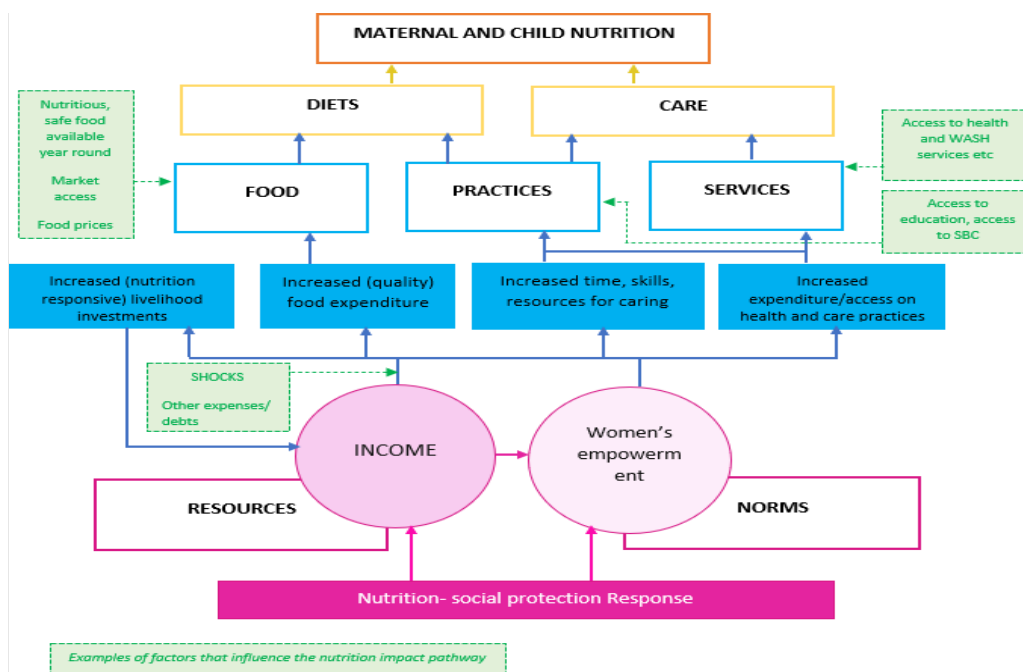 MATERNAL AND CHILD NUTRITION
DIETS
CARE
Nutritious,
safe food
available
year round
Market
access
Food prices
Access to health
and WASH
services etc
FOOD
PRACTICES
SERVICES
Access to
education, access
to SBC
Increased (nutrition
responsive) livelihood
investments
Increased (quality)
food expenditure
Increased time, skills,
resources for caring
Increased
expenditure/access on
health and care practices
SHOCKS
Other expenses/
debts
INCOME
Women’s
empowerm
ent
RESOURCES
NORMS
Nutrition- social protection Response
Examples of factors that influence the nutrition impact pathway